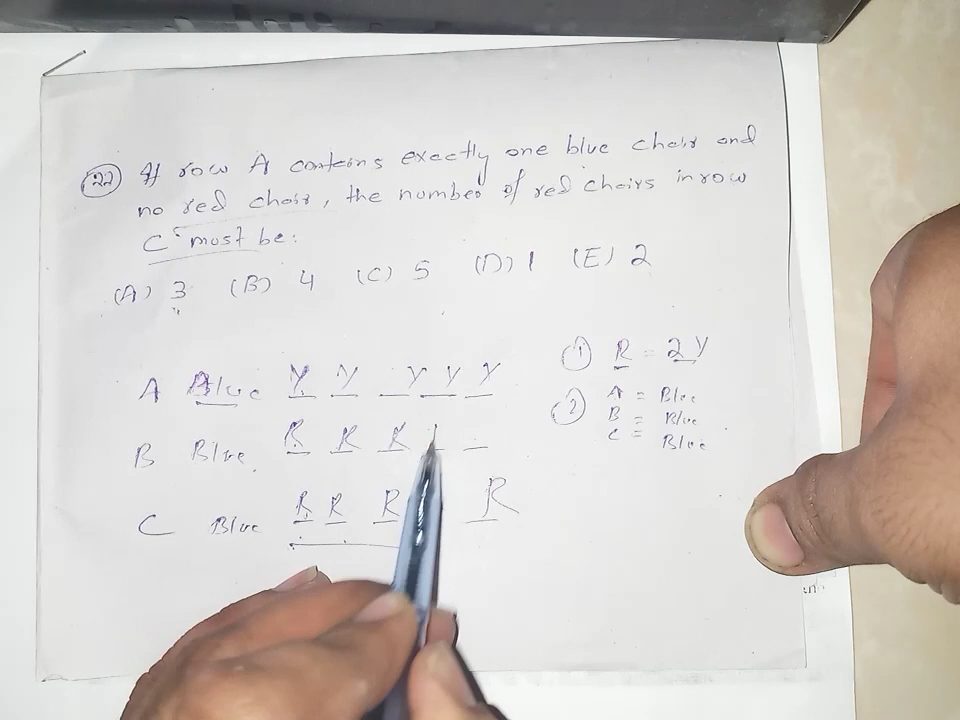 (22) If row A contains exactly one blue chair and
no red chair, the number of red chairs in row
C must be:
(A) 3 (B) 4 (C) 5 (D) 1 (E) 2
(1) R = 2Y
A Blue Y Y Y Y Y
(2) A = Blue
B = Blue
C = Blue
B Blue R R R
C Blue R R R R